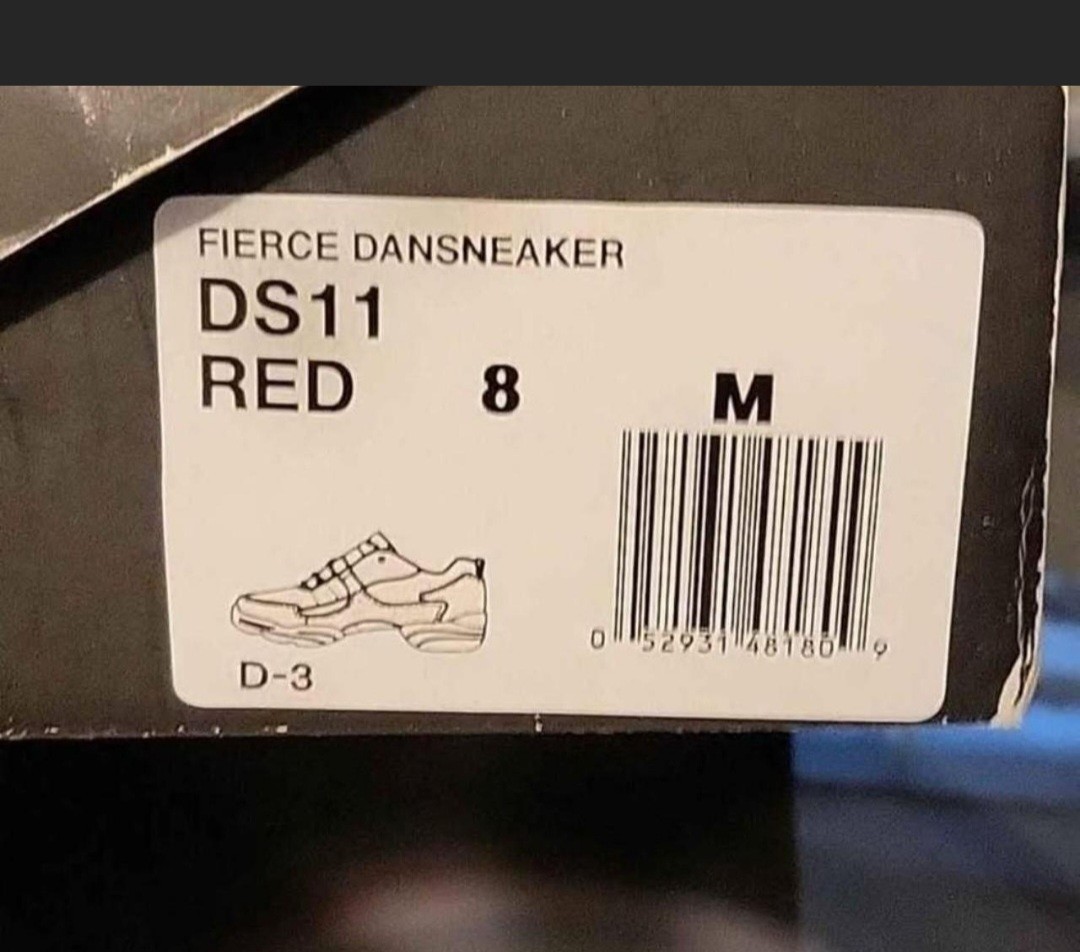 FIERCE DANSNEAKER
DS11
RED 8 M
0 52931 48180 9
D-3